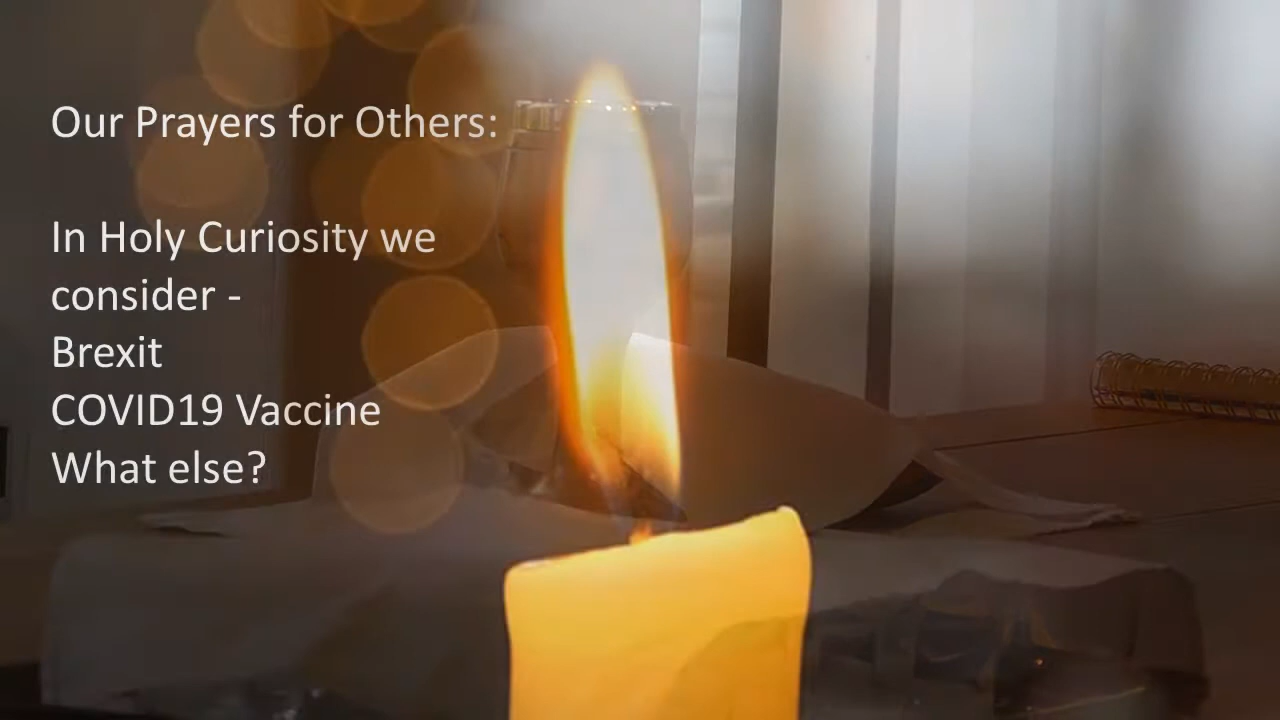 Our Prayers for Others:
In Holy Curiosity we
consider -
Brexit
COVID19 Vaccine
What else?